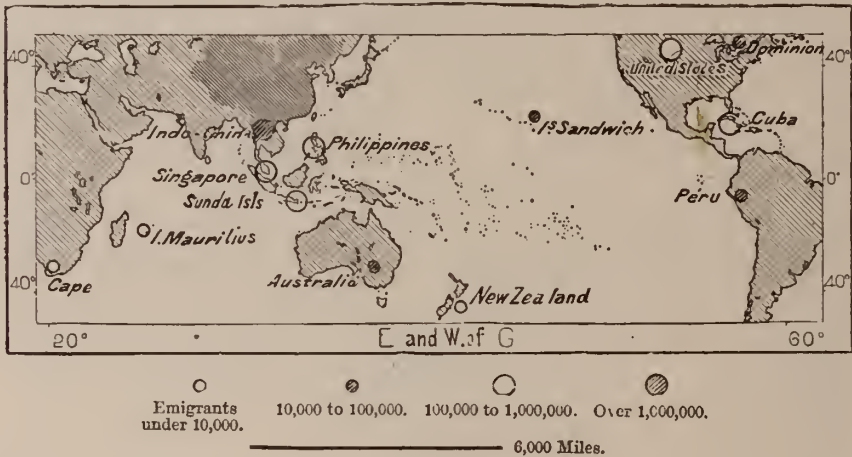 40°
40°
Dominion
United States
Indo-China
Philippines
Is Sandwich
Cuba
Singapore
0°
0°
Sunda Isls
Peru
I. Mauritius
Australia
40°
40°
Cape
New Zealand
20°
E and W. of G
60°
Emigrants
under 10,000.
10,000 to 100,000.
100,000 to 1,000,000.
Over 1,000,000.
6,000 Miles.